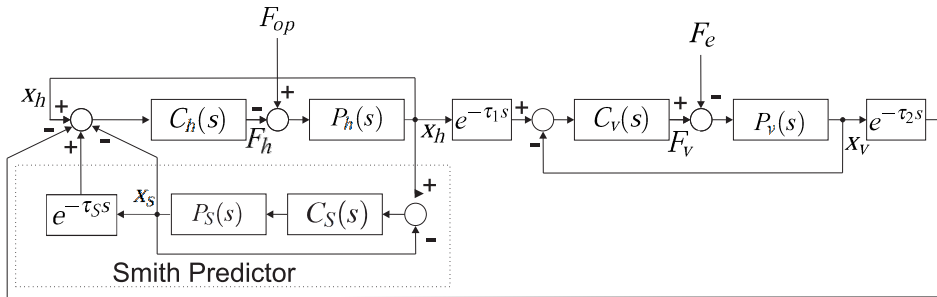 F_op
F_e
x_h + - + - C_h(s) - + P_h(s) e^{-τ_1 s} + - C_v(s) + - P_v(s) e^{-τ_2 s}
F_h x_h F_v x_v
x_s +
e^{-τ_S s} P_S(s) C_S(s) -
Smith Predictor